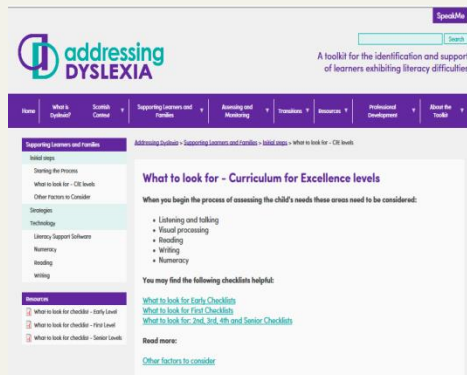 SpeakMe
Search
addressing
DYSLEXIA
A toolkit for the identification and support
of learners exhibiting literacy difficulties
Home What is Dyslexia? Scottish Context Supporting Learners and Families Assessing and Monitoring Transitions Resources Professional Development About the Toolkit
Supporting Learners and Families
Initial steps
Starting the Process
What to look for - CfE levels
Other Factors to Consider
Strategies
Technology
Literacy Support Software
Numeracy
Reading
Writing
Resources
What to look for checklist - Early Level
What to look for checklist - First Level
What to look for checklist - Senior Levels
Addressing Dyslexia » Supporting Learners and Families » Initial steps » What to look for - CfE levels
What to look for - Curriculum for Excellence levels
When you begin the process of assessing the child's needs these areas need to be considered:
• Listening and talking
• Visual processing
• Reading
• Writing
• Numeracy
You may find the following checklists helpful:
What to look for Early Checklists
What to look for First Checklists
What to look for: 2nd, 3rd, 4th and Senior Checklists
Read more:
Other factors to consider